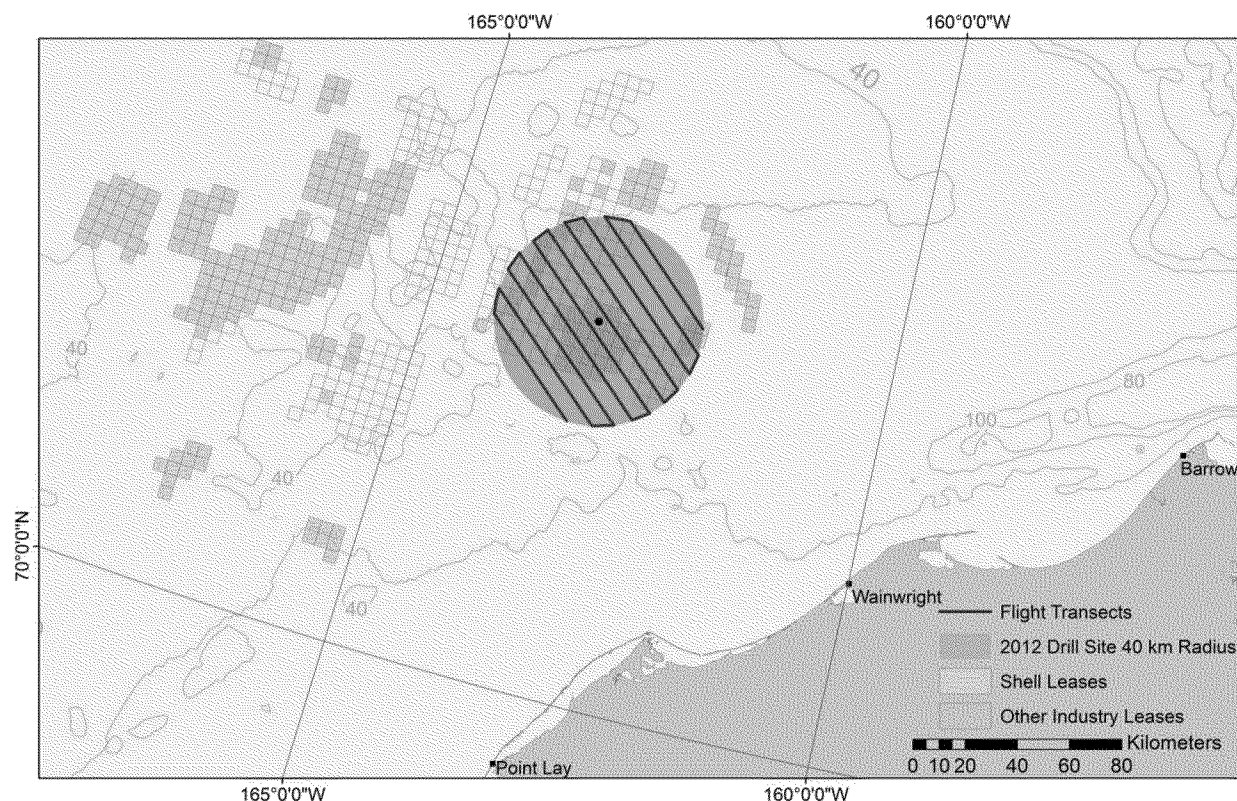 165°0'0"W 160°0'0"W
40
40
80
100
40
Barrow
70°0'0"N
40
Wainwright
Flight Transects
2012 Drill Site 40 km Radius
Shell Leases
Other Industry Leases
Kilometers
0 10 20 40 60 80
Point Lay
165°0'0"W 160°0'0"W